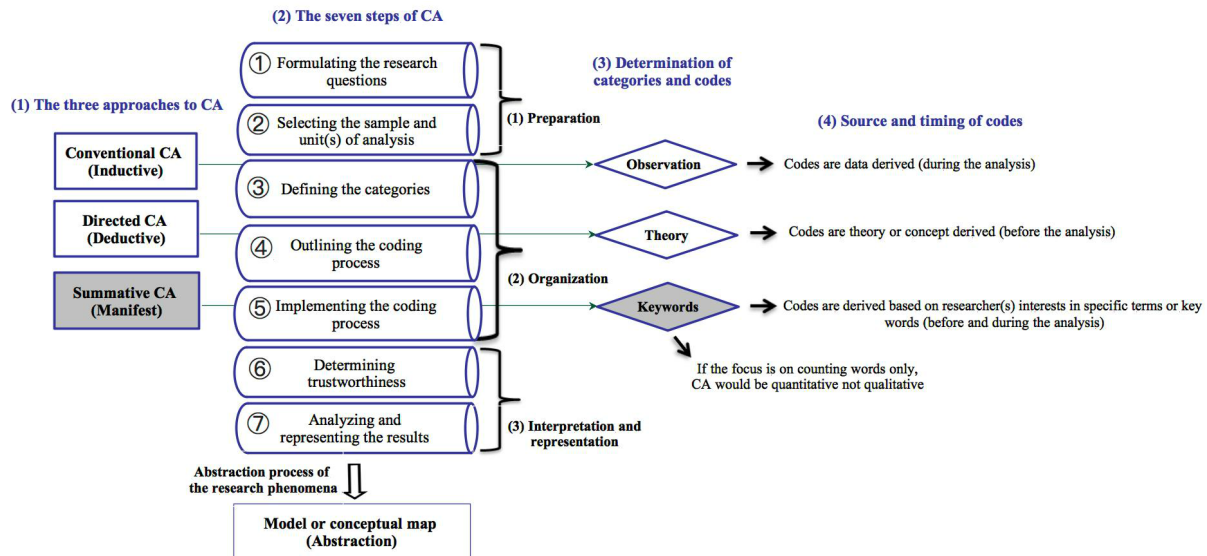 (2) The seven steps of CA
① Formulating the research
questions
② Selecting the sample and
unit(s) of analysis
③ Defining the categories
④ Outlining the coding
process
⑤ Implementing the coding
process
⑥ Determining
trustworthiness
⑦ Analyzing and
representing the results
(1) Preparation
(2) Organization
(3) Interpretation and
representation
(1) The three approaches to CA
Conventional CA
(Inductive)
Directed CA
(Deductive)
Summative CA
(Manifest)
(3) Determination of
categories and codes
Observation
Theory
Keywords
(4) Source and timing of codes
Codes are data derived (during the analysis)
Codes are theory or concept derived (before the analysis)
Codes are derived based on researcher(s) interests in specific terms or key
words (before and during the analysis)
If the focus is on counting words only,
CA would be quantitative not qualitative
Abstraction process of
the research phenomena
Model or conceptual map
(Abstraction)